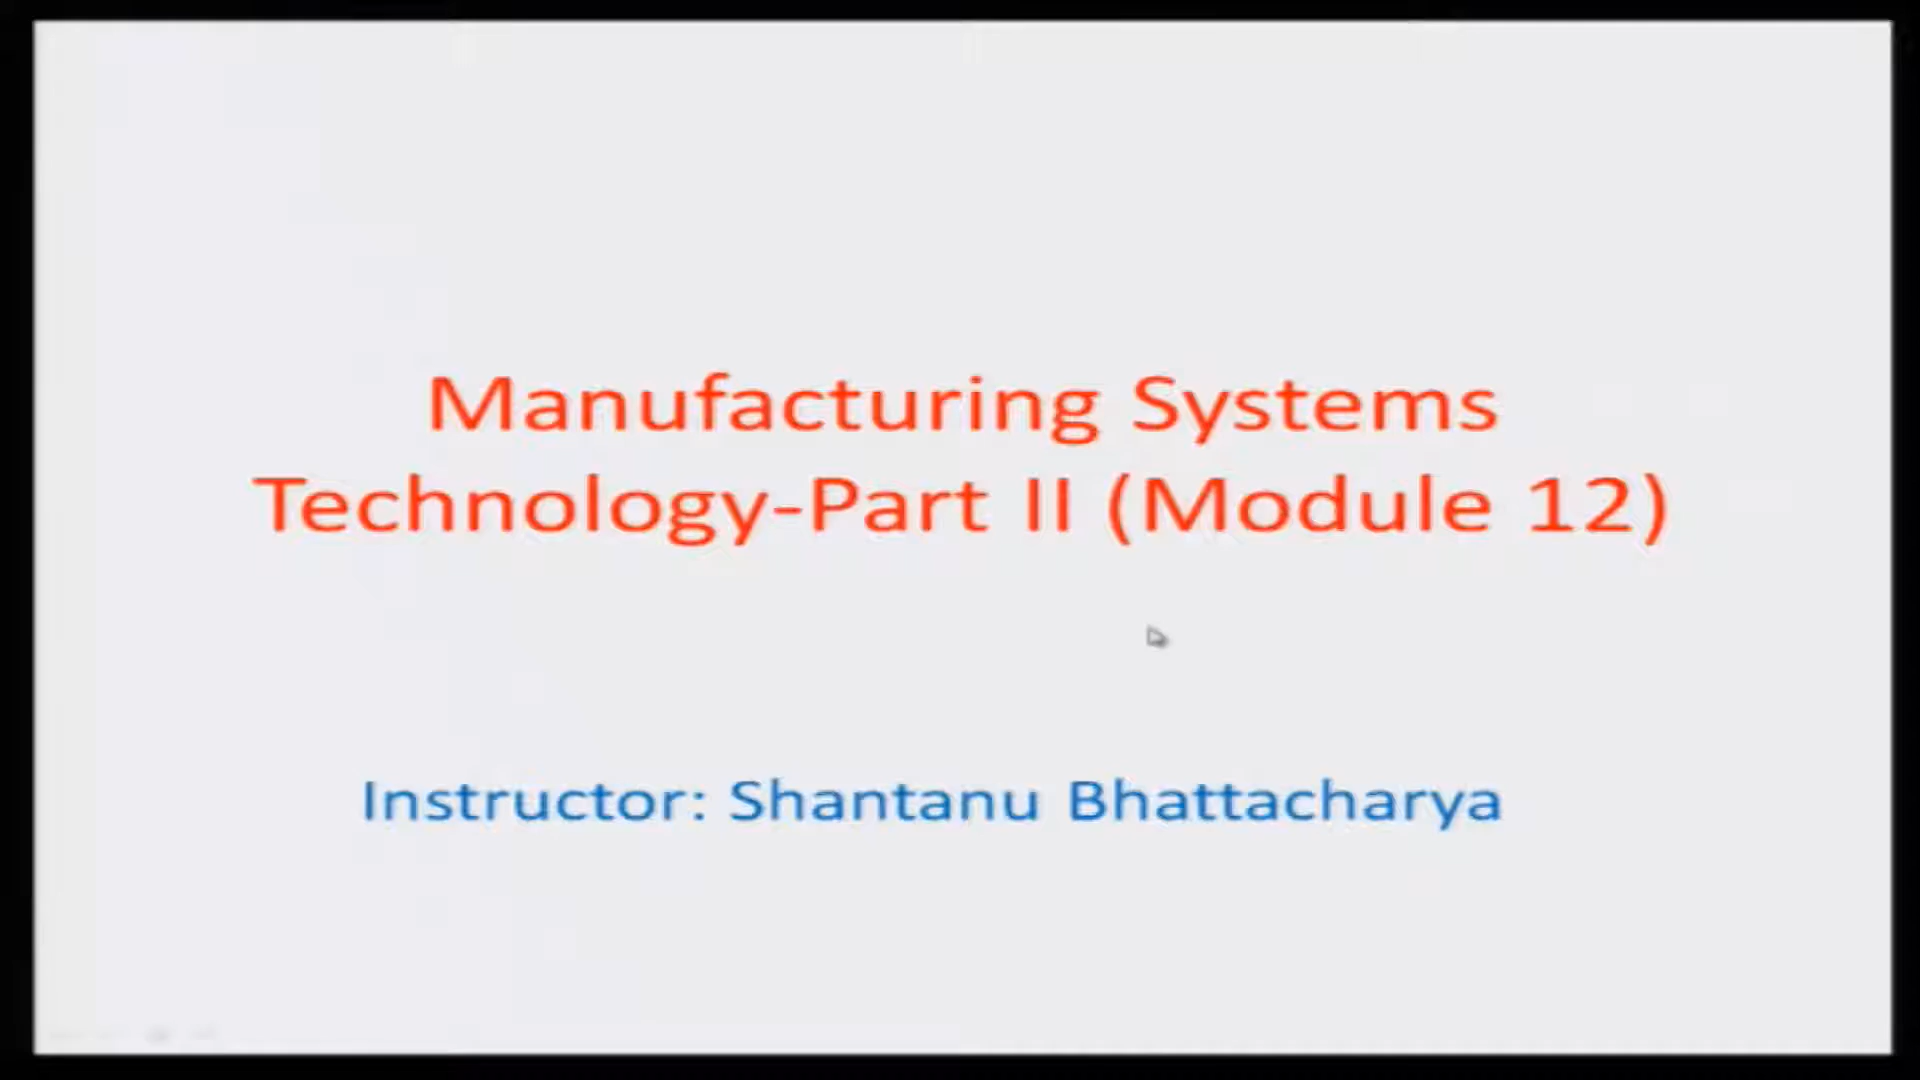 Manufacturing Systems
Technology-Part II (Module 12)
Instructor: Shantanu Bhattacharya